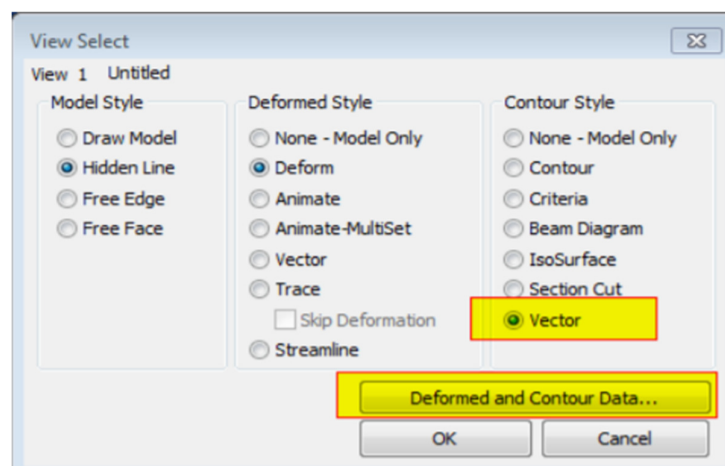 View Select
View 1 Untitled
Model Style
Draw Model
Hidden Line
Free Edge
Free Face
Deformed Style
None - Model Only
Deform
Animate
Animate-MultiSet
Vector
Trace
Skip Deformation
Streamline
Contour Style
None - Model Only
Contour
Criteria
Beam Diagram
IsoSurface
Section Cut
Vector
Deformed and Contour Data...
OK
Cancel